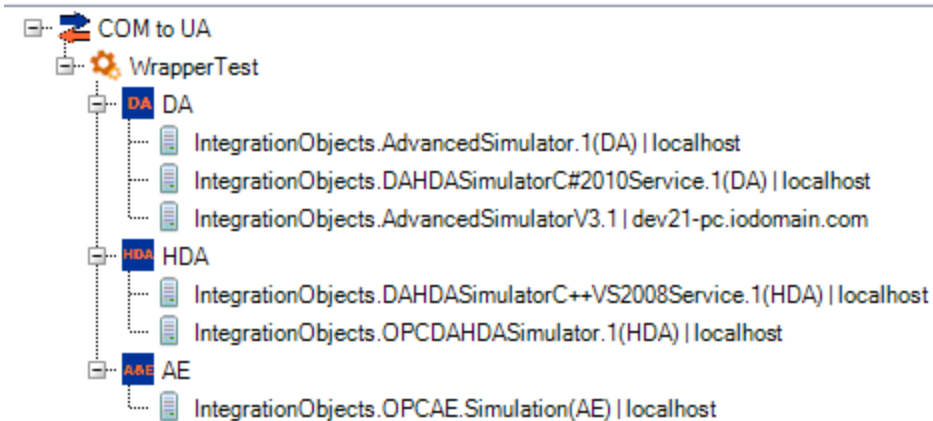 COM to UA
WrapperTest
DA DA
IntegrationObjects.AdvancedSimulator.1(DA) | localhost
IntegrationObjects.DAHDASimulatorC#2010Service.1(DA) | localhost
IntegrationObjects.AdvancedSimulatorV3.1 | dev21-pc.iodomain.com
HDA HDA
IntegrationObjects.DAHDASimulatorC++VS2008Service.1(HDA) | localhost
IntegrationObjects.OPCDAHDASimulator.1(HDA) | localhost
A&E AE
IntegrationObjects.OPCAE.Simulation(AE) | localhost